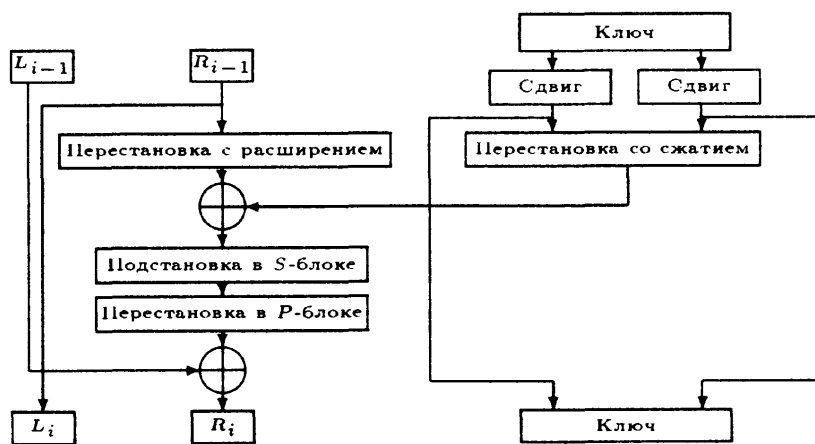 Ключ
L_{i−1}
R_{i−1}
Сдвиг
Сдвиг
Перестановка с расширением
Перестановка со сжатием
Подстановка в S-блоке
Перестановка в P-блоке
L_i
R_i
Ключ